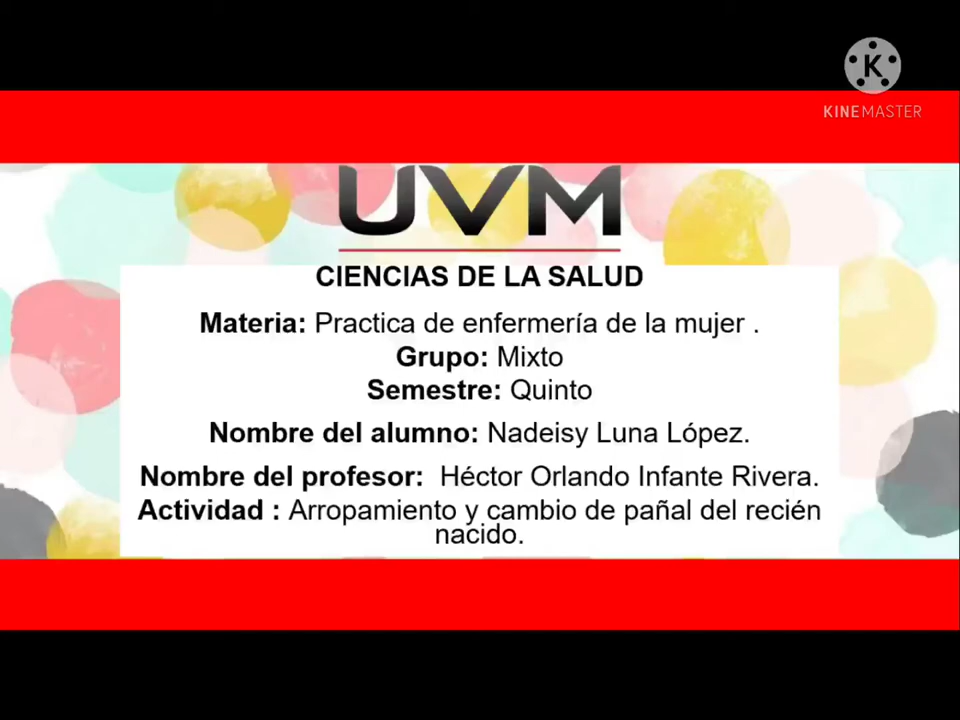 K
KINEMASTER
UVM
CIENCIAS DE LA SALUD
Materia: Practica de enfermería de la mujer .
Grupo: Mixto
Semestre: Quinto
Nombre del alumno: Nadeisy Luna López.
Nombre del profesor: Héctor Orlando Infante Rivera.
Actividad : Arropamiento y cambio de pañal del recién
nacido.